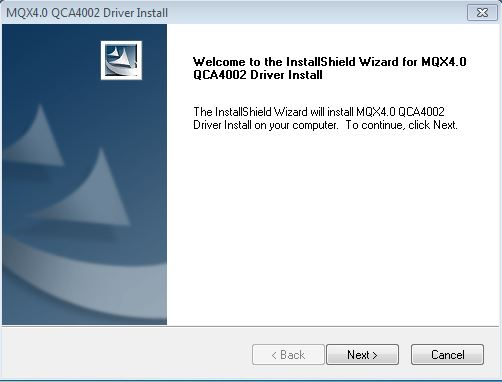 MQX4.0 QCA4002 Driver Install
Welcome to the InstallShield Wizard for MQX4.0
QCA4002 Driver Install
The InstallShield Wizard will install MQX4.0 QCA4002
Driver Install on your computer. To continue, click Next.
< Back
Next >
Cancel